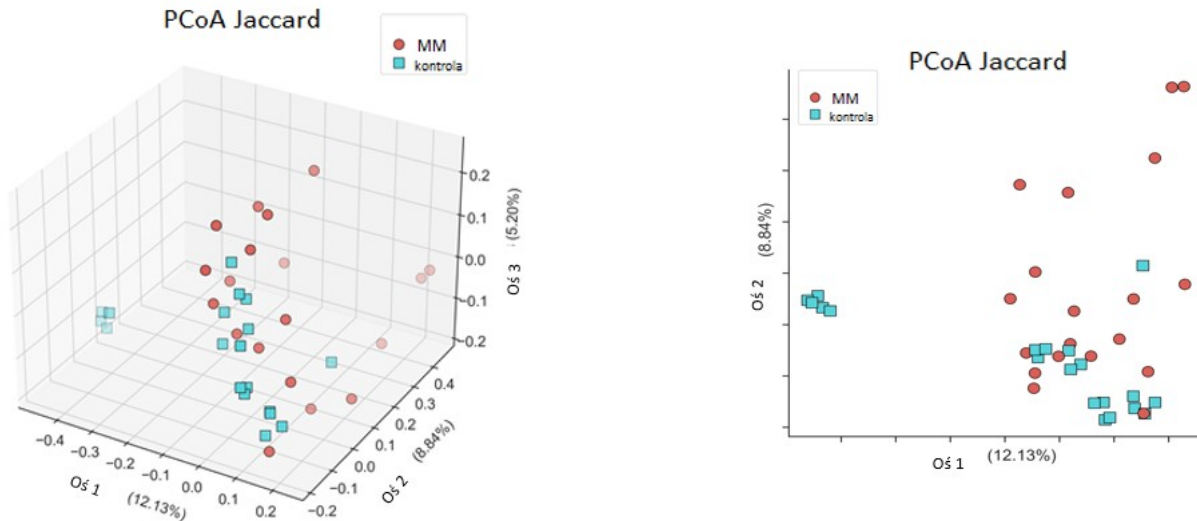 PCoA Jaccard
MM
kontrola
0.2
0.1
0.0
-0.1
-0.2
(5.20%)
Oś 3
0.4
0.3
0.2
0.1
0.0
-0.1
-0.2
(8.84%)
Oś 2
-0.4
-0.3
-0.2
-0.1
0.0
0.1
0.2
Oś 1
(12.13%)
PCoA Jaccard
MM
kontrola
(8.84%)
Oś 2
Oś 1
(12.13%)